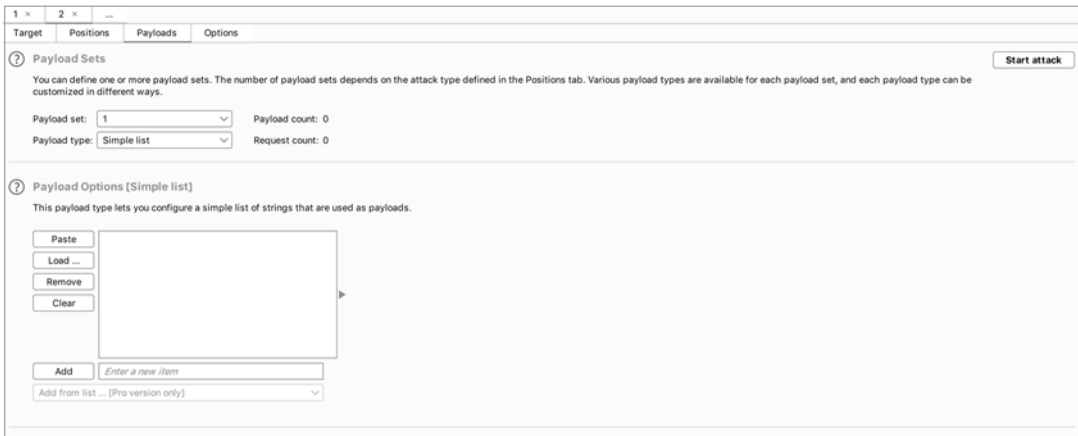 1 × 2 × ...
Target Positions Payloads Options
? Payload Sets Start attack
You can define one or more payload sets. The number of payload sets depends on the attack type defined in the Positions tab. Various payload types are available for each payload set, and each payload type can be
customized in different ways.
Payload set: 1 Payload count: 0
Payload type: Simple list Request count: 0
? Payload Options [Simple list]
This payload type lets you configure a simple list of strings that are used as payloads.
Paste
Load ...
Remove
Clear
Add Enter a new item
Add from list ... [Pro version only]